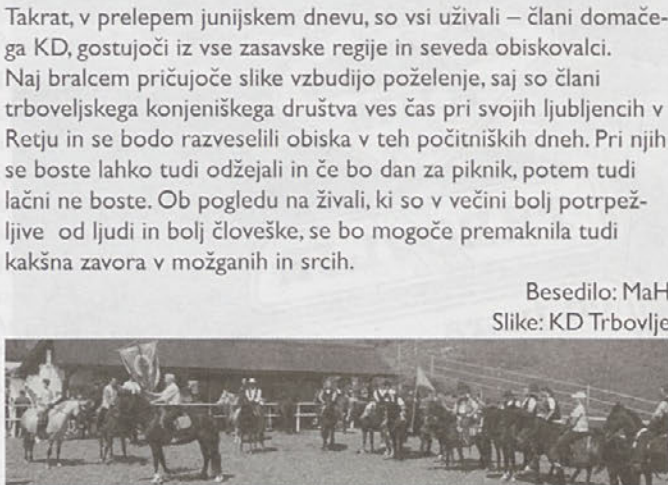 Takrat, v prelepem junijskem dnevu, so vsi uživali – člani domače-
ga KD, gostujoči iz vse zasavske regije in seveda obiskovalci.
Naj bralcem pričujoče slike vzbudijo poželenje, saj so člani
trboveljskega konjeniškega društva ves čas pri svojih ljubljencih v
Retju in se bodo razveselili obiska v teh počitniških dneh. Pri njih
se boste lahko tudi odžejali in če bo dan za piknik, potem tudi
lačni ne boste. Ob pogledu na živali, ki so v večini bolj potrpež-
ljive od ljudi in bolj človeške, se bo mogoče premaknila tudi
kakšna zavora v možganih in srcih.
Besedilo: MaH
Slike: KD Trbovlje